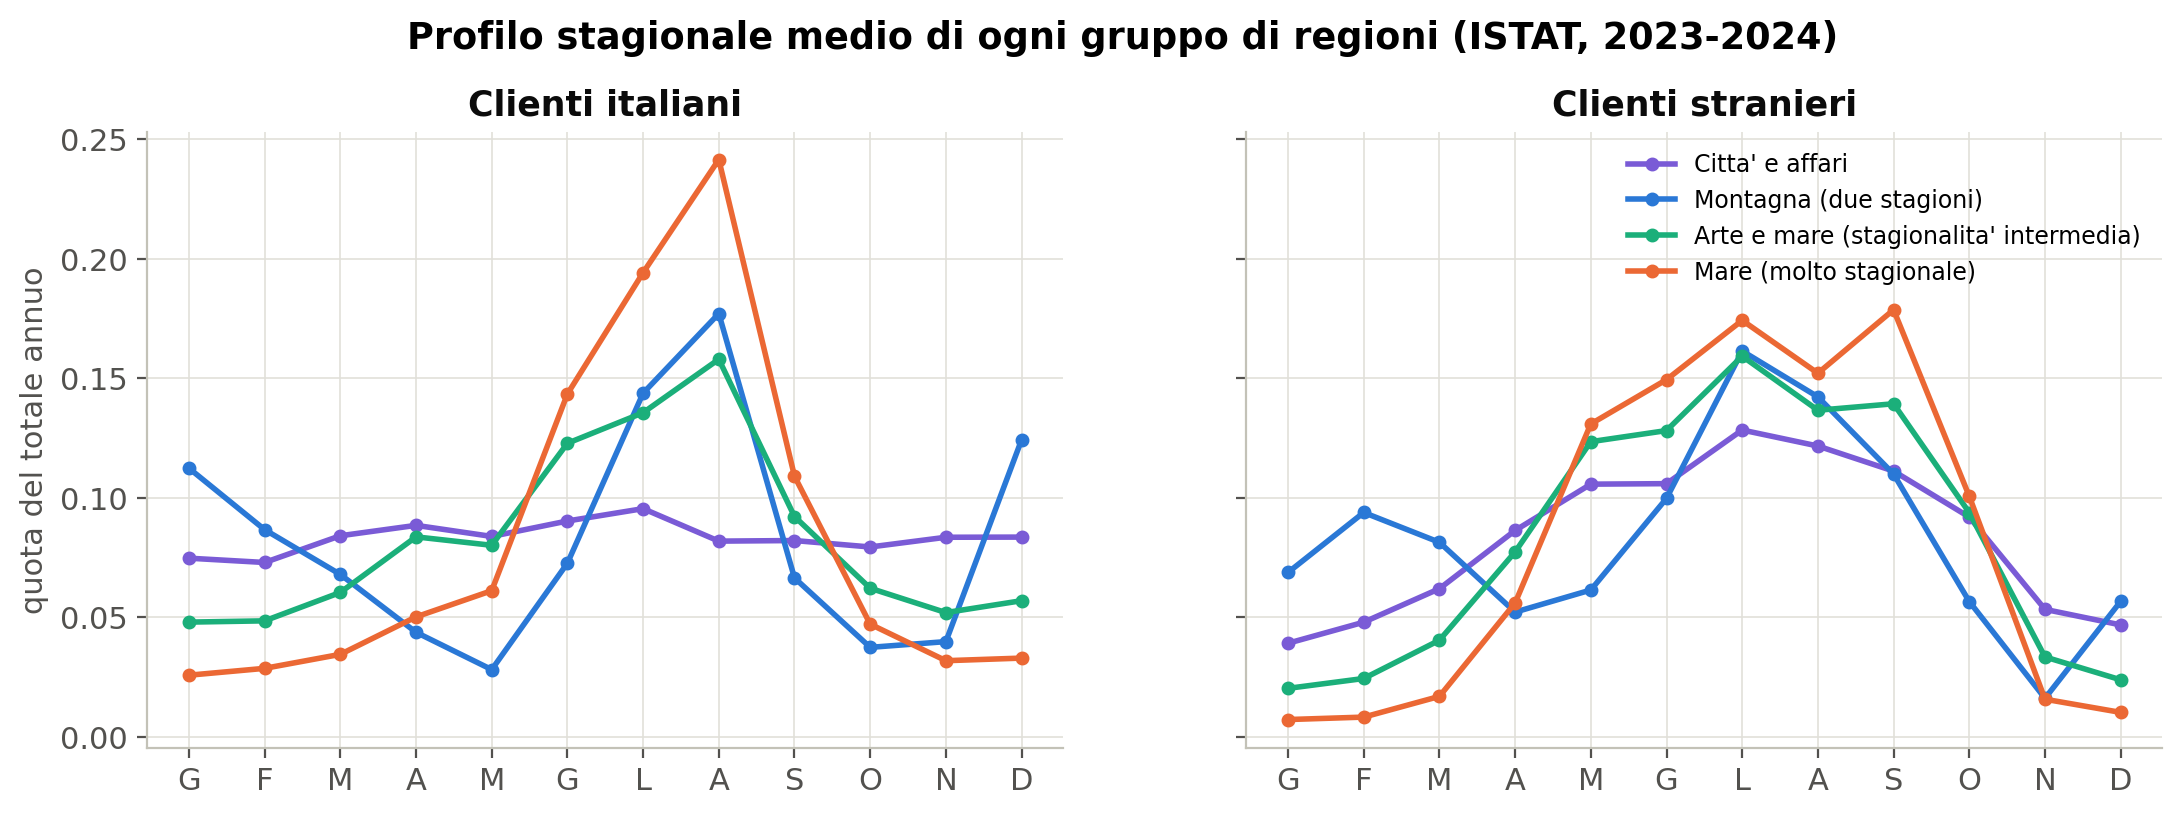 Profilo stagionale medio di ogni gruppo di regioni (ISTAT, 2023-2024)
Clienti italiani
Clienti stranieri
quota del totale annuo
0.25
0.20
0.15
0.10
0.05
0.00
G F M A M G L A S O N D
Citta' e affari
Montagna (due stagioni)
Arte e mare (stagionalita' intermedia)
Mare (molto stagionale)
G F M A M G L A S O N D